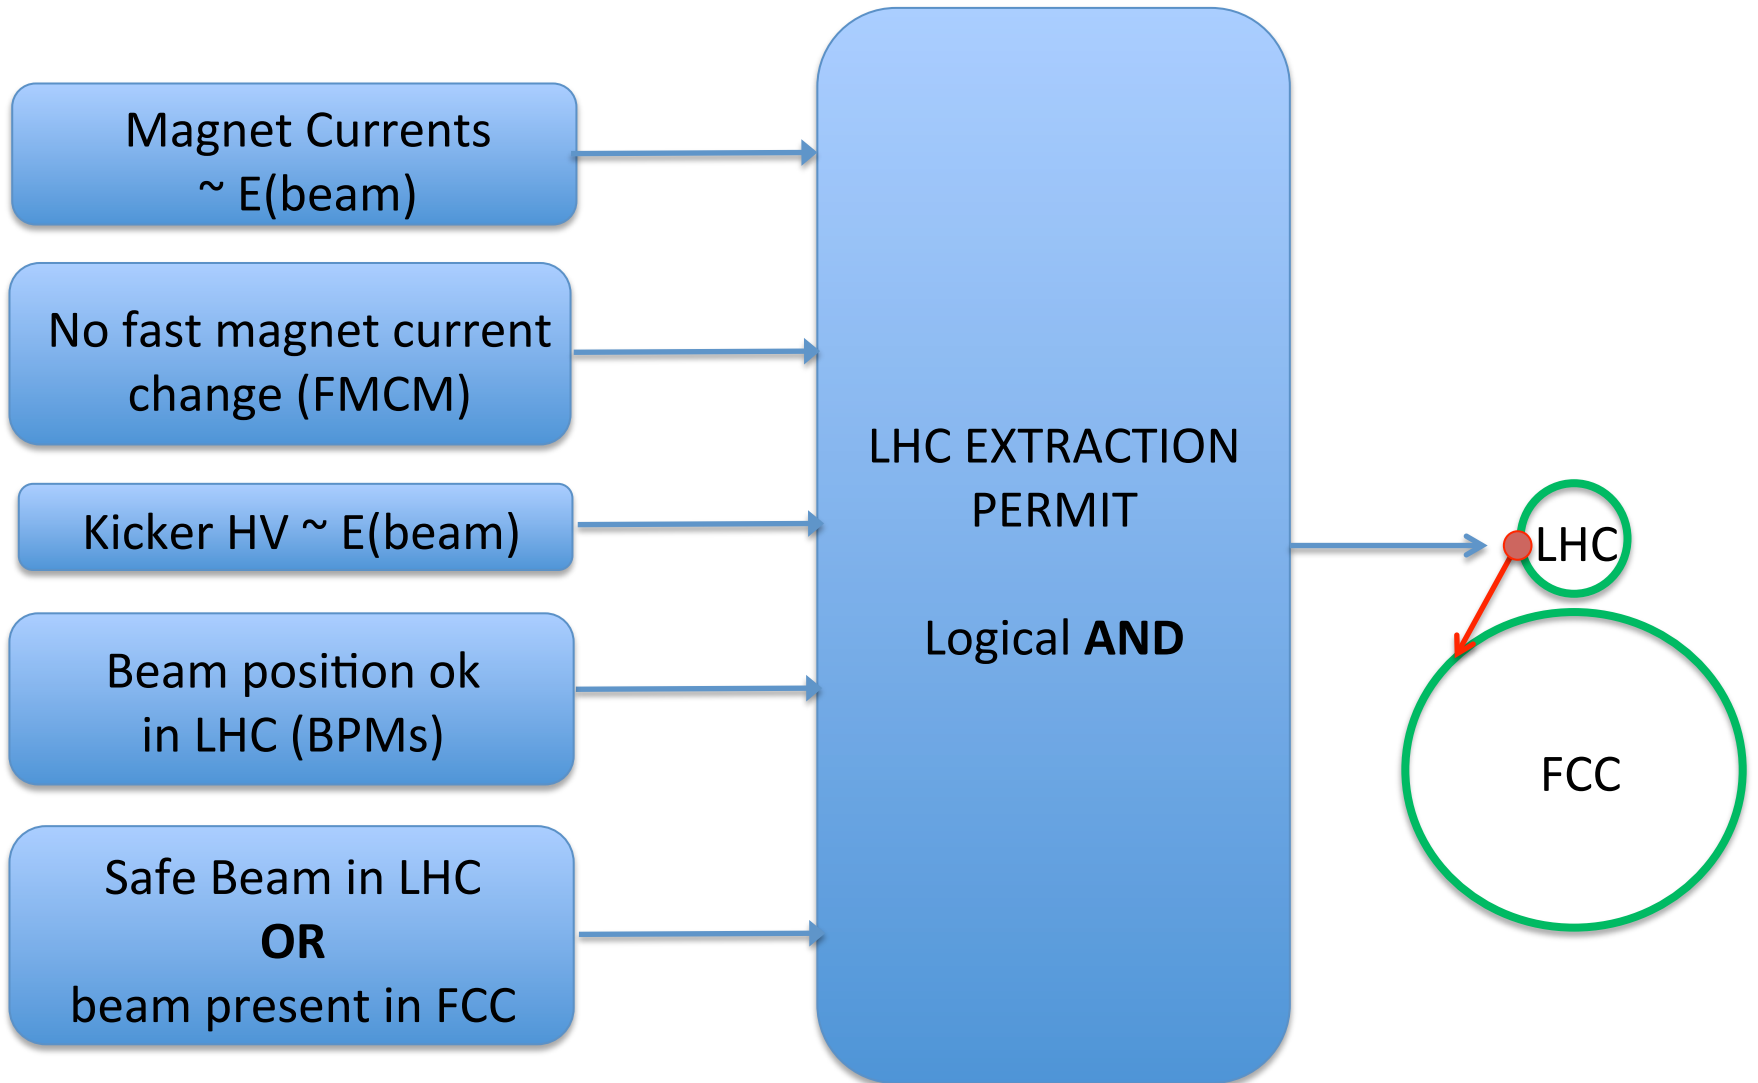 Magnet Currents
~ E(beam)
No fast magnet current
change (FMCM)
Kicker HV ~ E(beam)
Beam position ok
in LHC (BPMs)
Safe Beam in LHC
OR
beam present in FCC
LHC EXTRACTION
PERMIT
Logical AND
LHC
FCC